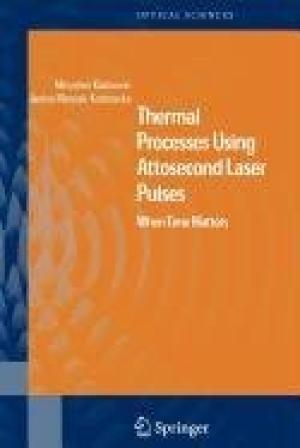 OPTICAL SCIENCES
Thermal
Processes Using
Attosecond Laser
Pulses
When Time Matters
Springer